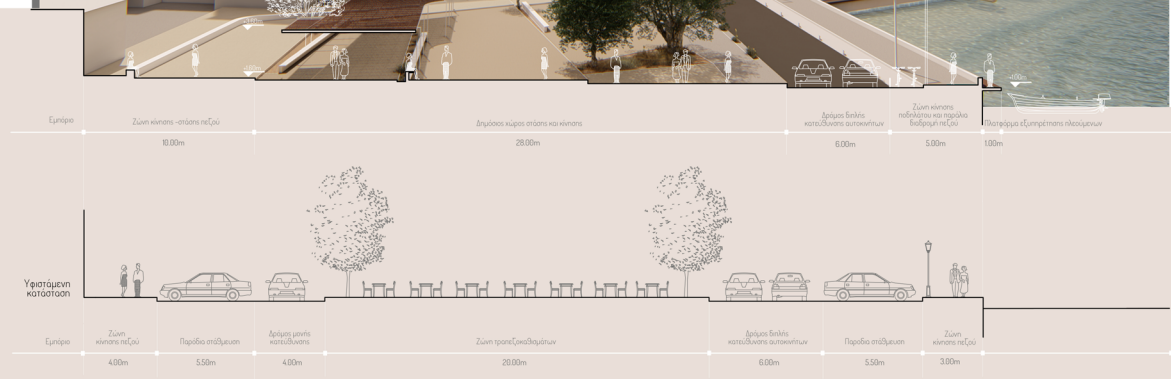 +1.00m
Εμπόριο
Ζώνη κίνησης -στάσης πεζού
Δημόσιος χώρος στάσης και κίνησης
Δρόμος διπλής
κατεύθυνσης αυτοκινήτων
Ζώνη κίνησης
ποδηλάτου και παράλια
διαδρομή πεζού
Πλατφόρμα εξυπηρέτησης πλεούμενων
10.00m
28.00m
6.00m
5.00m
1.00m
Υφιστάμενη
κατάσταση
Εμπόριο
Ζώνη
κίνησης πεζού
Παρόδια στάθμευση
Δρόμος μονής
κατεύθυνσης
Ζώνη τραπεζοκαθισμάτων
Δρόμος διπλής
κατεύθυνσης αυτοκινήτων
Παρόδια στάθμευση
Ζώνη
κίνησης πεζού
4.00m
5.50m
4.00m
20.00m
6.00m
5.50m
3.00m